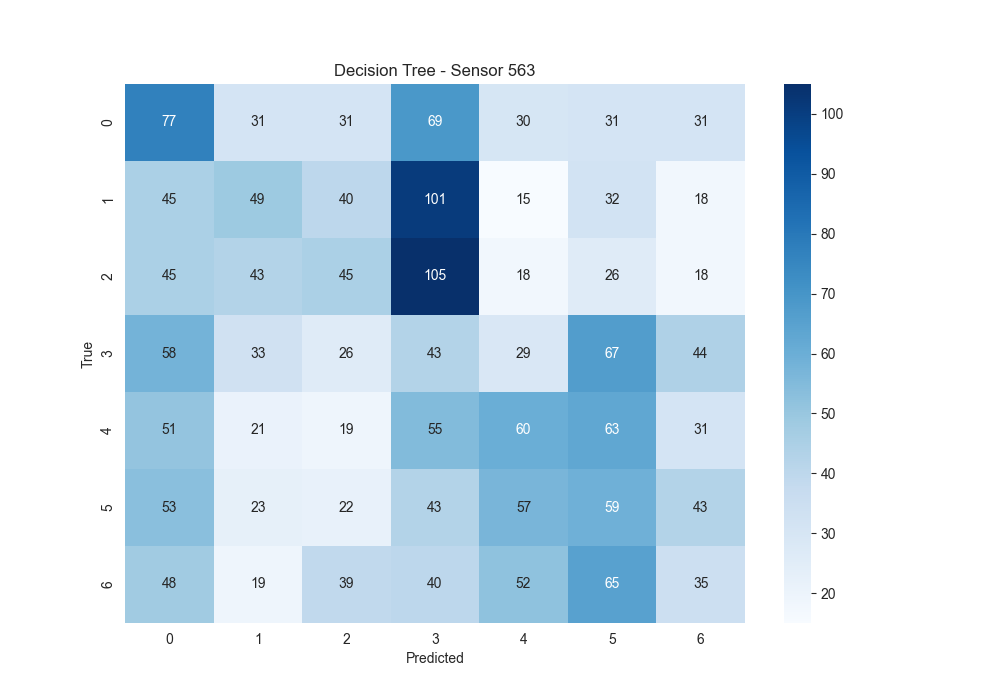 Decision Tree - Sensor 563
0 77 31 31 69 30 31 31
1 45 49 40 101 15 32 18
2 45 43 45 105 18 26 18
3 58 33 26 43 29 67 44
4 51 21 19 55 60 63 31
5 53 23 22 43 57 59 43
6 48 19 39 40 52 65 35
0 1 2 3 4 5 6
Predicted
True
100
90
80
70
60
50
40
30
20